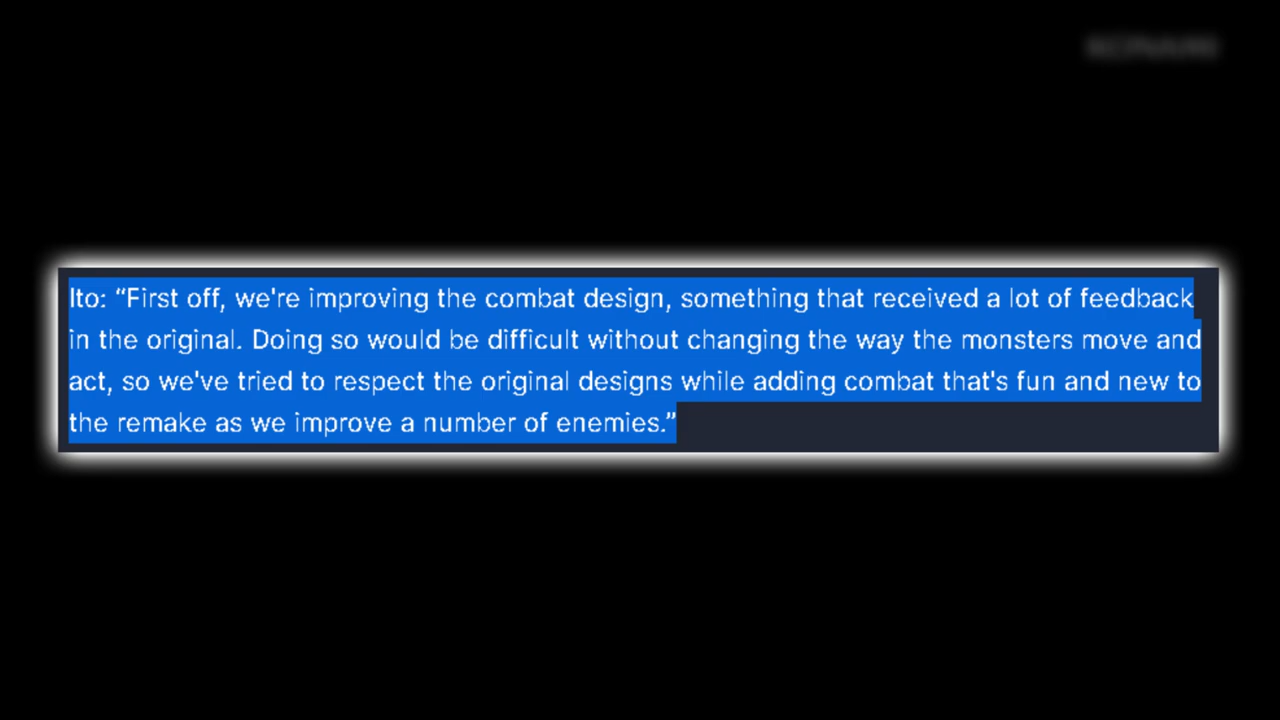 KONAMI
Ito: “First off, we're improving the combat design, something that received a lot of feedback
in the original. Doing so would be difficult without changing the way the monsters move and
act, so we've tried to respect the original designs while adding combat that's fun and new to
the remake as we improve a number of enemies.”